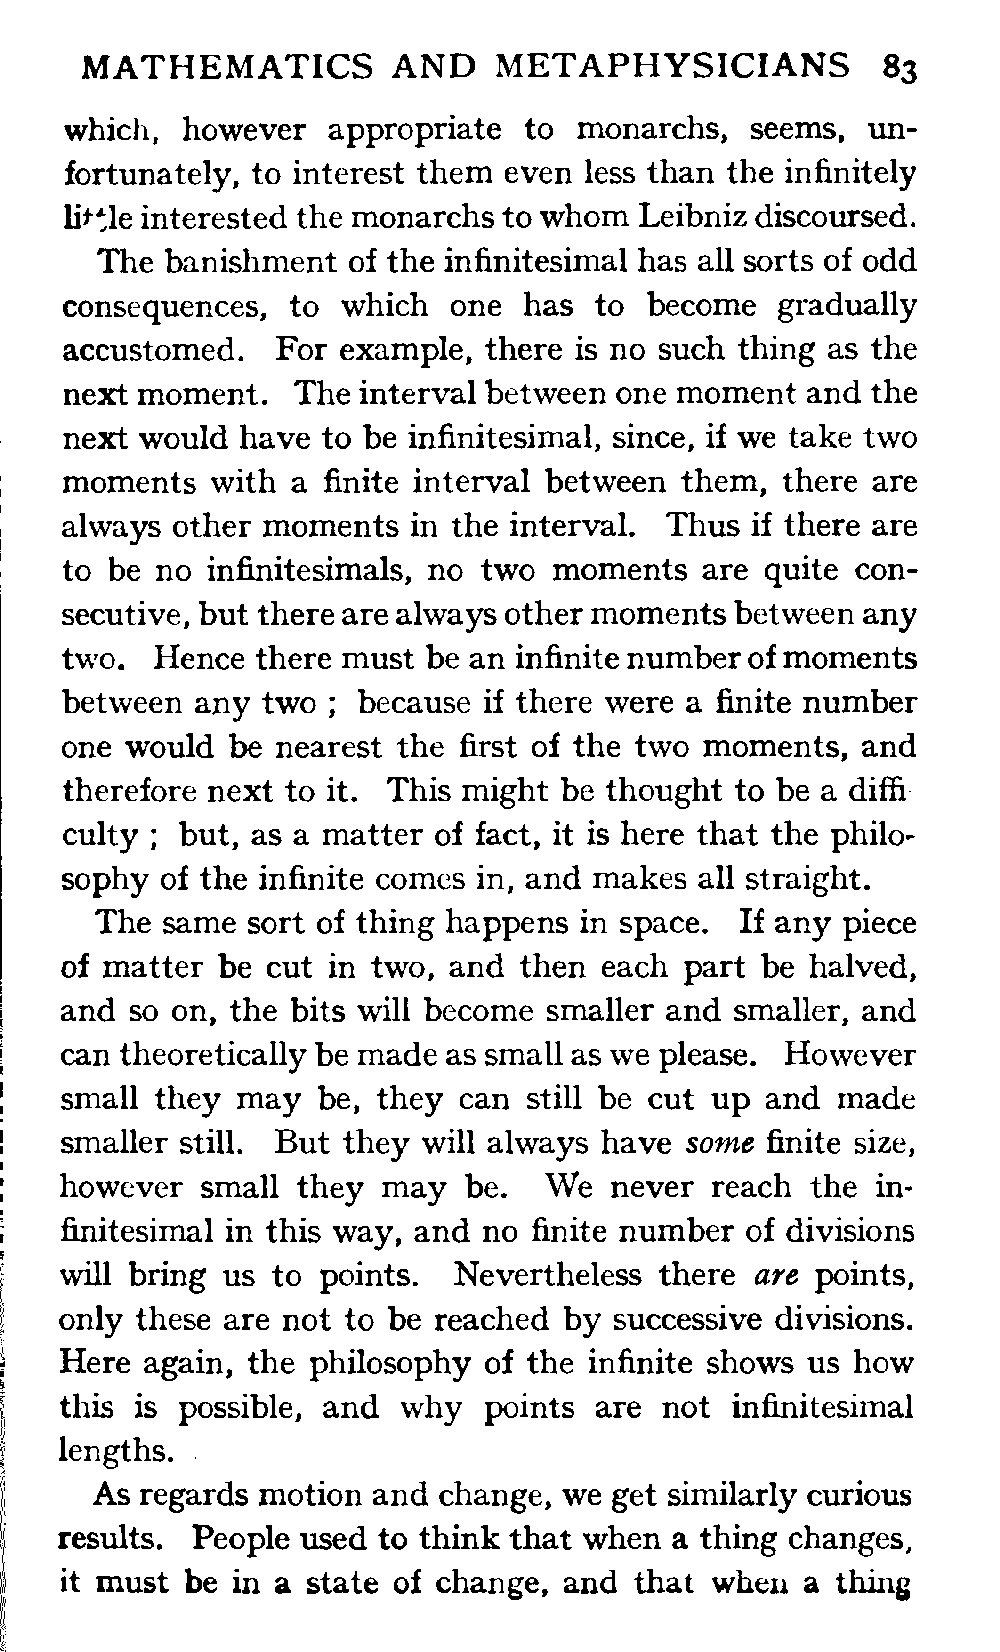 MATHEMATICS AND METAPHYSICIANS 83
which, however appropriate to monarchs, seems, un-
fortunately, to interest them even less than the infinitely
little interested the monarchs to whom Leibniz discoursed.
The banishment of the infinitesimal has all sorts of odd
consequences, to which one has to become gradually
accustomed. For example, there is no such thing as the
next moment. The interval between one moment and the
next would have to be infinitesimal, since, if we take two
moments with a finite interval between them, there are
always other moments in the interval. Thus if there are
to be no infinitesimals, no two moments are quite con-
secutive, but there are always other moments between any
two. Hence there must be an infinite number of moments
between any two ; because if there were a finite number
one would be nearest the first of the two moments, and
therefore next to it. This might be thought to be a diffi-
culty ; but, as a matter of fact, it is here that the philo-
sophy of the infinite comes in, and makes all straight.
The same sort of thing happens in space. If any piece
of matter be cut in two, and then each part be halved,
and so on, the bits will become smaller and smaller, and
can theoretically be made as small as we please. However
small they may be, they can still be cut up and made
smaller still. But they will always have some finite size,
however small they may be. We never reach the in-
finitesimal in this way, and no finite number of divisions
will bring us to points. Nevertheless there are points,
only these are not to be reached by successive divisions.
Here again, the philosophy of the infinite shows us how
this is possible, and why points are not infinitesimal
lengths.
As regards motion and change, we get similarly curious
results. People used to think that when a thing changes,
it must be in a state of change, and that when a thing